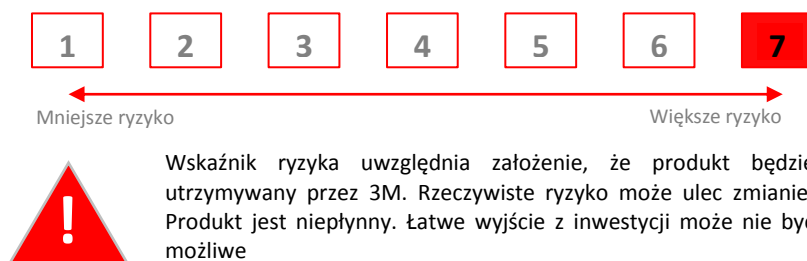 1 2 3 4 5 6 7
Mniejsze ryzyko Większe ryzyko
Wskaźnik ryzyka uwzględnia założenie, że produkt będzie
utrzymywany przez 3M. Rzeczywiste ryzyko może ulec zmianie
! Produkt jest niepłynny. Łatwe wyjście z inwestycji może nie być
możliwe